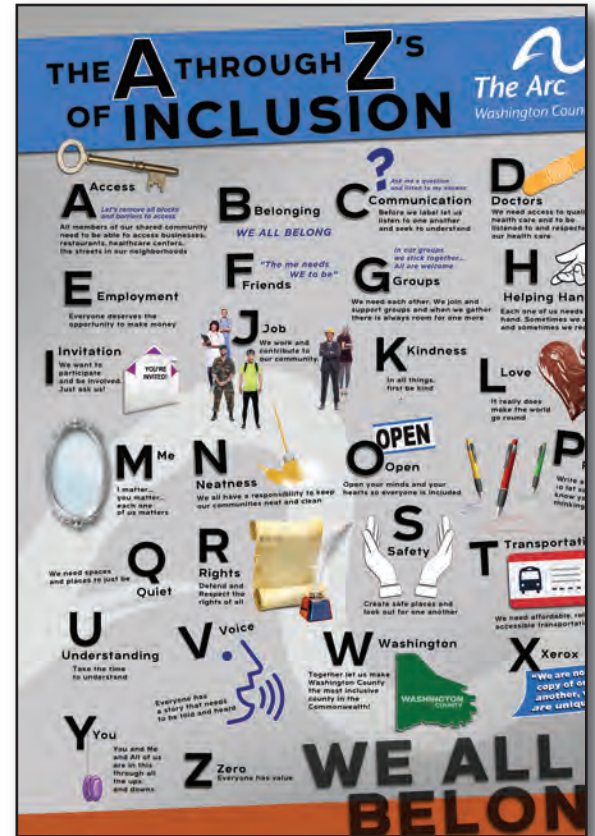 THE A THROUGH Z'S
OF INCLUSION
The Arc
Washington Coun
A Access
Let's remove all blocks
and barriers to access
All members of our shared community
need to be able to access businesses,
restaurants, healthcare centers,
the streets in our neighborhoods
B Belonging
WE ALL BELONG
?
Ask me a question
and listen to my answer
C Communication
Before we label let us
listen to one another
and seek to understand
D
Doctors
We need access to
health care and to be
listened to and
our health care
E Employment
Everyone deserves the
opportunity to make money
F "The me needs
WE to be"
Friends
In our groups
we stick together...
All are welcome
G Groups
We need each other. We join and
support groups and when we gather
there is always room for one more
H
Helping Han
Each one of us needs
hand. Sometimes we
and sometimes we
I Invitation
We want to
participate
and be involved.
Just ask us!
YOU'RE
INVITED!
J Job
We work and
contribute to
our community.
K Kindness
In all things,
first be kind
L Love
It really does
make the world
go round
M Me
I matter...
you matter...
each one
of us matters
N
Neatness
We all have a responsibility to keep
our communities neat and clean
OPEN
O Open
Open your minds and your
hearts so everyone is included
P
Write
to let
know
thinking
We need spaces
and places to just be
Q
Quiet
R
Rights
Defend and
Respect the
rights of all
S
Safety
Create safe places and
look out for one another
T Transportati
We need affordable,
accessible transportati
U
Understanding
Take the time
to understand
V Voice
Everyone has
a story that needs
to be told and heard
W Washington
Together let us make
Washington County
the most inclusive
county in the
Commonwealth!
WASHINGTON
COUNTY
X Xerox
"We are no
copy of
another,
are uniqu
Y You
You and Me
and All of us
are in this
through all
the ups
and downs
Z Zero
Everyone has value
WE ALL
BELON